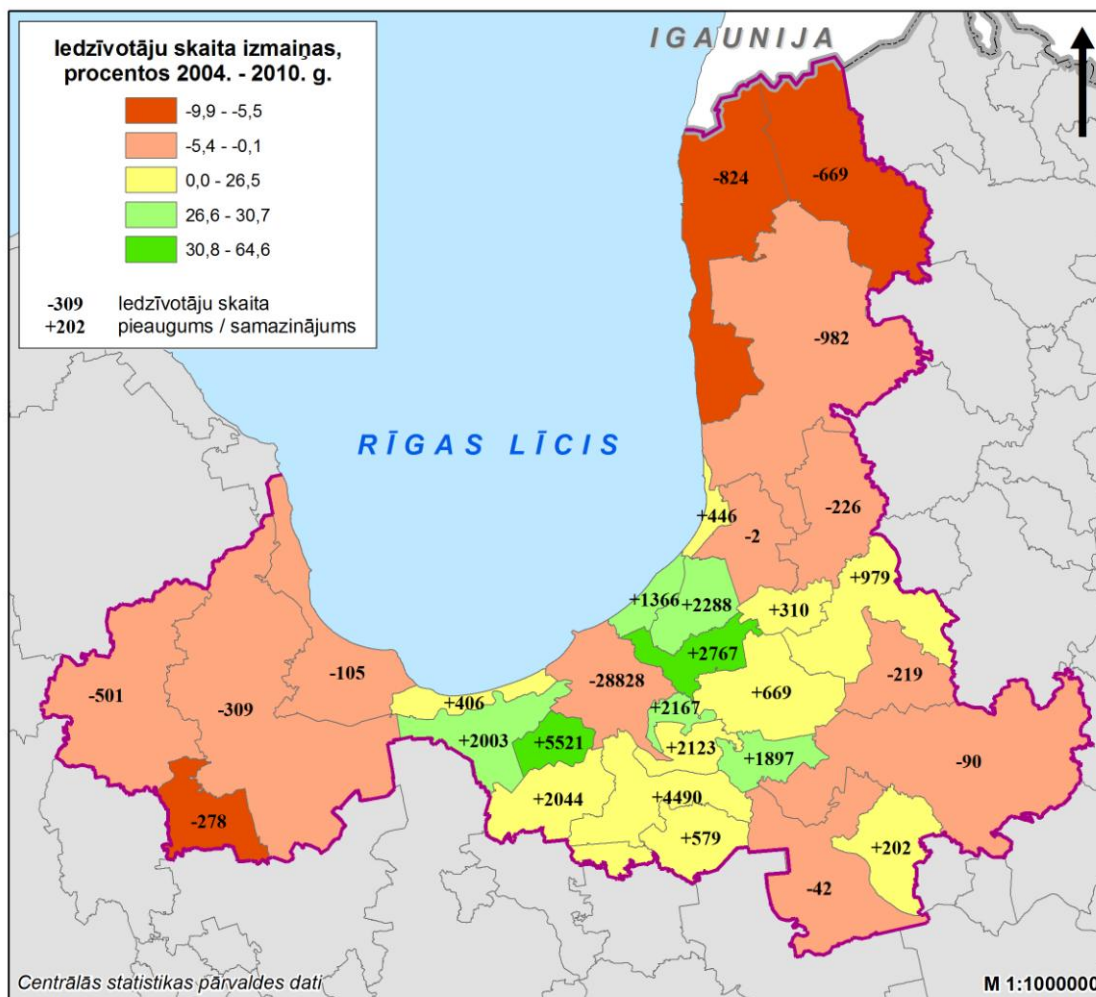 Iedzīvotāju skaita izmaiņas,
procentos 2004. - 2010. g.
-9,9 - -5,5
-5,4 - -0,1
0,0 - 26,5
26,6 - 30,7
30,8 - 64,6
-309 Iedzīvotāju skaita
+202 pieaugums / samazinājums
IGAUNIJA
-824
-669
-982
RĪGAS LĪCIS
+446
-226
-2
+979
+1366
+2288
+310
+2767
-28828
-219
-105
+669
-501
-309
+406
+2167
+2003
+5521
+2123
+1897
-90
+2044
+4490
-278
+579
+202
-42
Centrālās statistikas pārvaldes dati
M 1:1000000